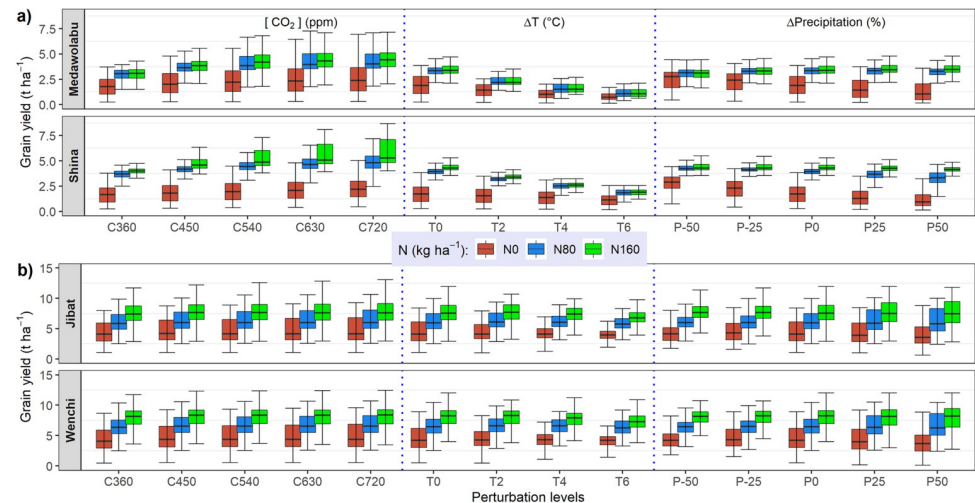 a)
[ CO₂ ] (ppm)
ΔT (°C)
ΔPrecipitation (%)
Grain yield (t ha⁻¹)
Medawolabu
7.5
5.0
2.5
0.0
Shina
7.5
5.0
2.5
0.0
C360 C450 C540 C630 C720 T0 T2 T4 T6 P-50 P-25 P0 P25 P50
N (kg ha⁻¹): N0 N80 N160
b)
Grain yield (t ha⁻¹)
Jibat
15
10
5
0
Wenchi
15
10
5
0
C360 C450 C540 C630 C720 T0 T2 T4 T6 P-50 P-25 P0 P25 P50
Perturbation levels